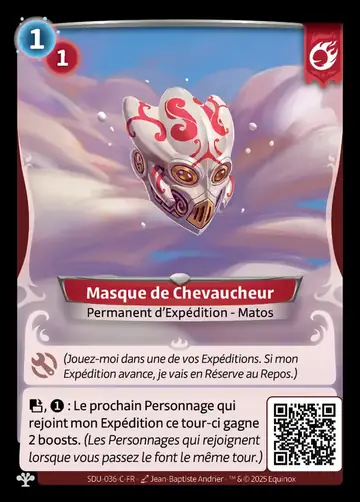 1
1
Masque de Chevaucheur
Permanent d'Expédition - Matos
(Jouez-moi dans une de vos Expéditions. Si mon
Expédition avance, je vais en Réserve au Repos.)
, 1 : Le prochain Personnage qui
rejoint mon Expédition ce tour-ci gagne
2 boosts. (Les Personnages qui rejoignent
lorsque vous passez le font le même tour.)
SDU-036-C-FR - Jean-Baptiste Andrier - ™ & © 2025 Equinox